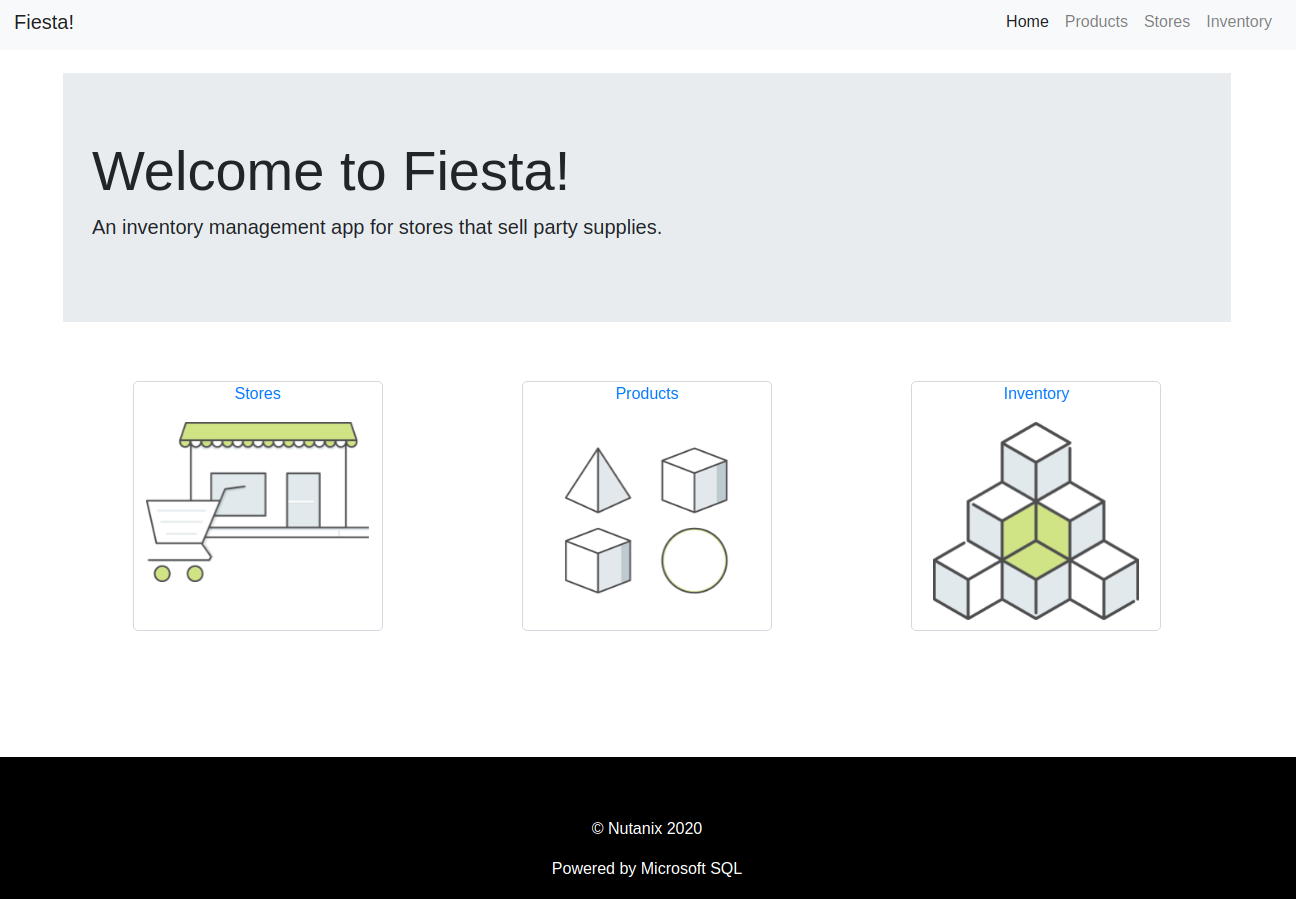 Fiesta!
Home Products Stores Inventory
Welcome to Fiesta!
An inventory management app for stores that sell party supplies.
Stores
Products
Inventory
© Nutanix 2020
Powered by Microsoft SQL